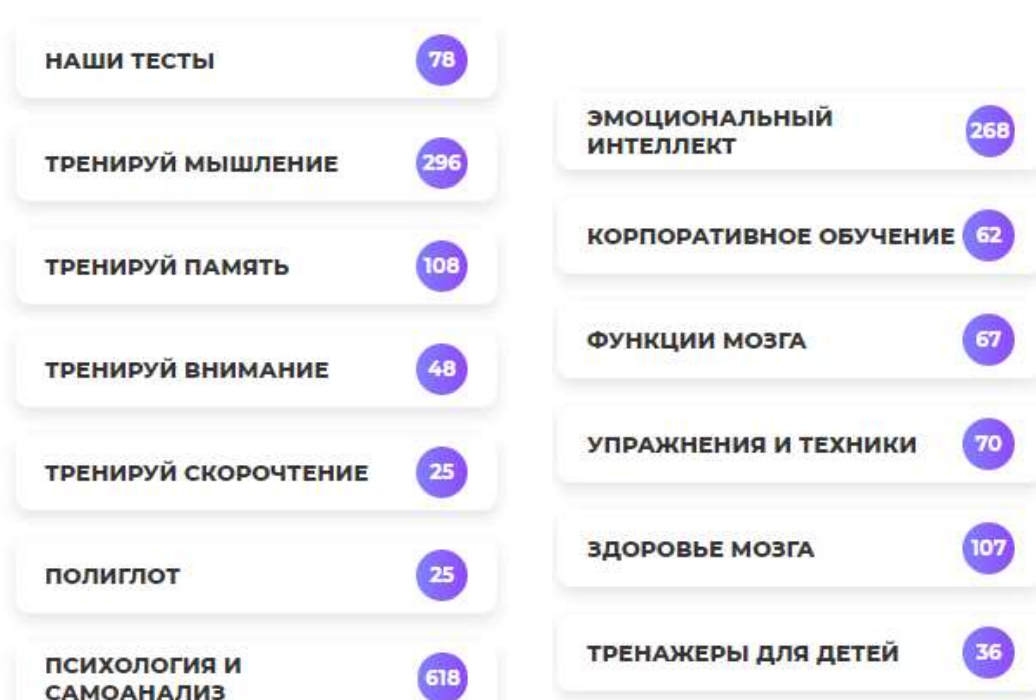 НАШИ ТЕСТЫ 78
ТРЕНИРУЙ МЫШЛЕНИЕ 296
ТРЕНИРУЙ ПАМЯТЬ 108
ТРЕНИРУЙ ВНИМАНИЕ 48
ТРЕНИРУЙ СКОРОЧТЕНИЕ 25
ПОЛИГЛОТ 25
ПСИХОЛОГИЯ И
САМОАНАЛИЗ 618
ЭМОЦИОНАЛЬНЫЙ
ИНТЕЛЛЕКТ 268
КОРПОРАТИВНОЕ ОБУЧЕНИЕ 62
ФУНКЦИИ МОЗГА 67
УПРАЖНЕНИЯ И ТЕХНИКИ 70
ЗДОРОВЬЕ МОЗГА 107
ТРЕНАЖЕРЫ ДЛЯ ДЕТЕЙ 36